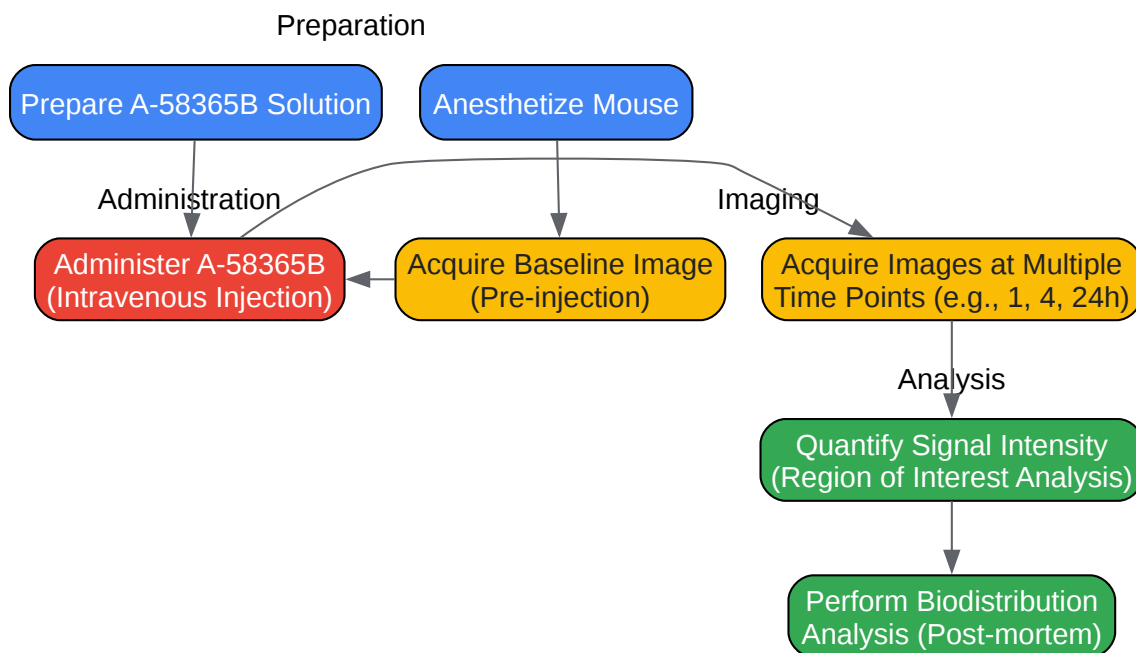 Preparation
Prepare A-58365B Solution
Anesthetize Mouse
Administration
Imaging
Administer A-58365B
(Intravenous Injection)
Acquire Baseline Image
(Pre-injection)
Acquire Images at Multiple
Time Points (e.g., 1, 4, 24h)
Analysis
Quantify Signal Intensity
(Region of Interest Analysis)
Perform Biodistribution
Analysis (Post-mortem)